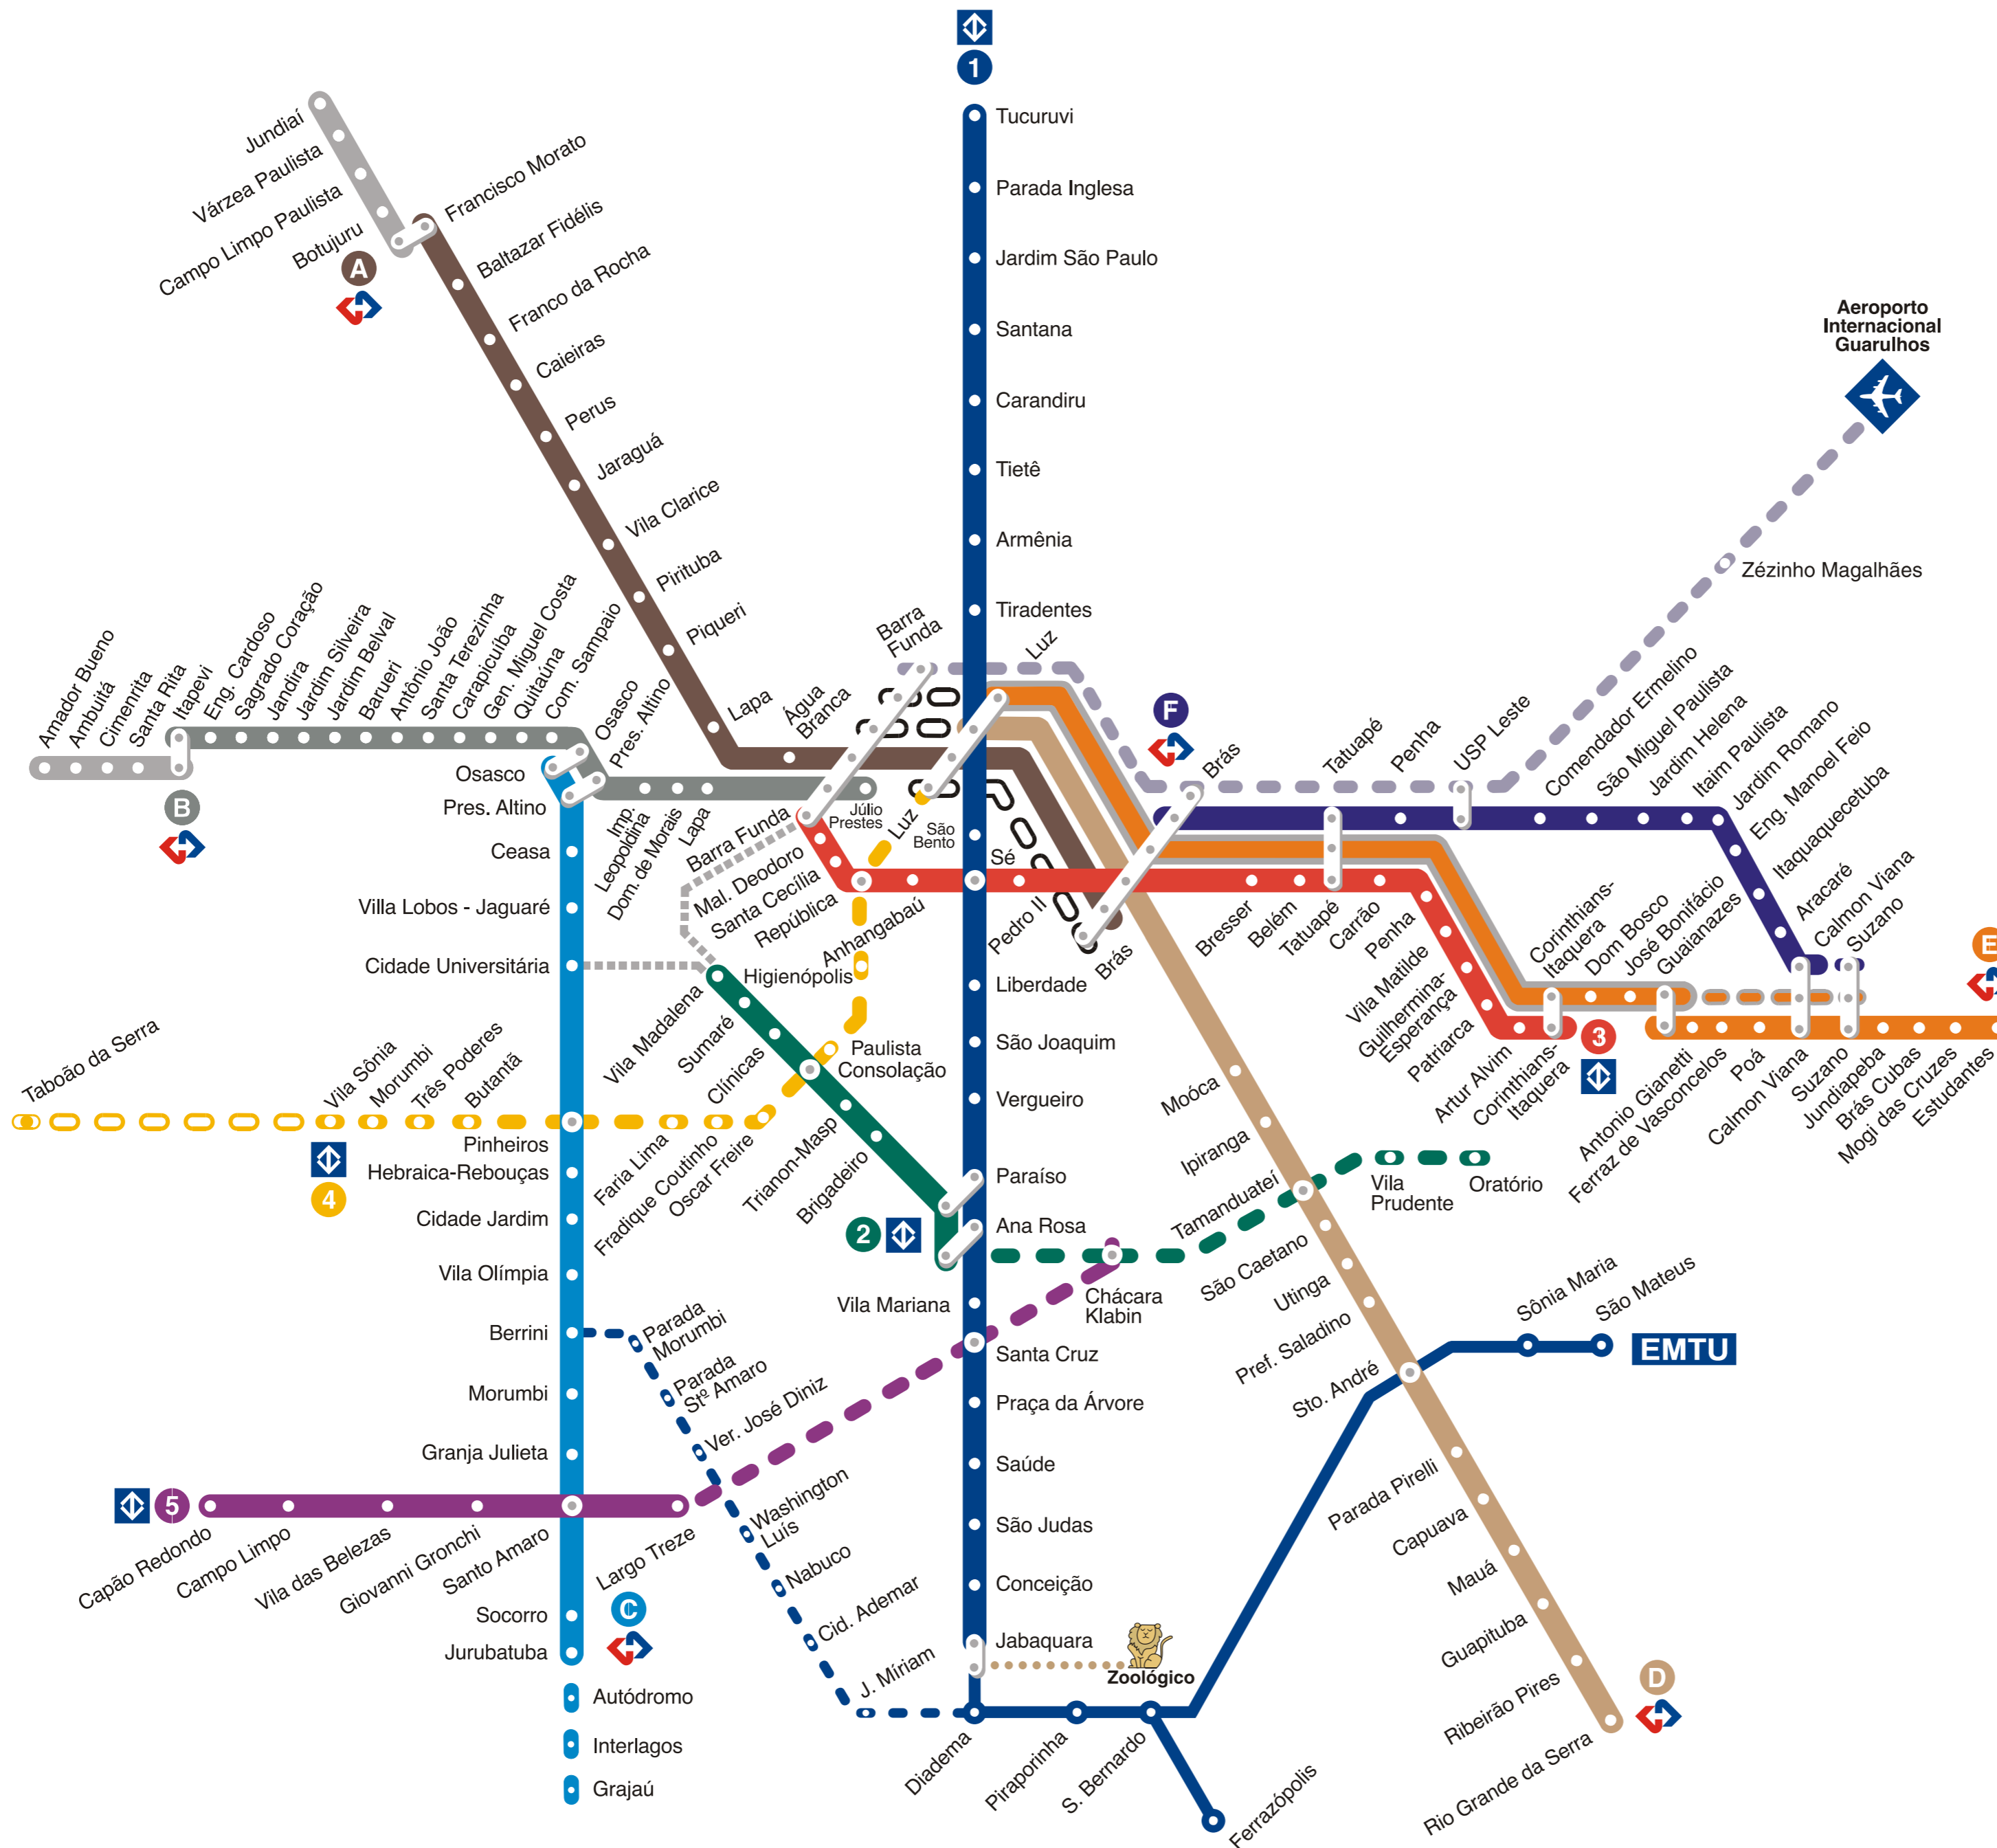 1
Tucuruvi
Parada Inglesa
Jardim São Paulo
Santana
Carandiru
Tietê
Armênia
Tiradentes
São
Bento
Sé
Liberdade
São Joaquim
Vergueiro
Paraíso
Ana Rosa
Vila Mariana
Santa Cruz
Praça da Árvore
Saúde
São Judas
Conceição
Jabaquara
Zoológico
Jundiaí
Várzea Paulista
Campo Limpo Paulista
Botujuru
A
Francisco Morato
Baltazar Fidélis
Franco da Rocha
Caieiras
Perus
Jaraguá
Vila Clarice
Pirituba
Piqueri
Lapa
Água
Branca
Barra
Funda
Luz
Aeroporto
Internacional
Guarulhos
Zézinho Magalhães
Amador Bueno
Ambuitá
Cimenrita
Santa Rita
Itapevi
Eng. Cardoso
Sagrado Coração
Jandira
Jardim Silveira
Jardim Belval
Barueri
Antônio João
Santa Terezinha
Carapicuíba
Gen. Miguel Costa
Quitaúna
Com. Sampaio
Osasco
Pres. Altino
B
Imp.
Leopoldina
Dom. de Morais
Lapa
Júlio
Prestes
Luz
Osasco
Pres. Altino
Ceasa
Villa Lobos - Jaguaré
Cidade Universitária
Pinheiros
Hebraica-Rebouças
Cidade Jardim
Vila Olímpia
Berrini
Morumbi
Granja Julieta
Santo Amaro
Socorro
Jurubatuba
C
Autódromo
Interlagos
Grajaú
Barra Funda
Mal. Deodoro
Santa Cecília
República
Anhangabaú
Pedro II
Brás
Bresser
Belém
Tatuapé
Carrão
Penha
Vila Matilde
Guilhermina-
Esperança
Patriarca
Artur Alvim
Corinthians-
Itaquera
3
F
Brás
Tatuapé
Penha
USP Leste
Comendador Ermelino
São Miguel Paulista
Jardim Helena
Itaim Paulista
Jardim Romano
Eng. Manoel Feio
Itaquaquecetuba
Aracaré
Calmon Viana
Suzano
Corinthians-
Itaquera
Dom Bosco
José Bonifácio
Guaianazes
E
Antonio Gianetti
Ferraz de Vasconcelos
Poá
Calmon Viana
Suzano
Jundiapeba
Brás Cubas
Mogi das Cruzes
Estudantes
Taboão da Serra
Vila Sônia
Morumbi
Três Poderes
Butantã
4
Faria Lima
Fradique Coutinho
Oscar Freire
Paulista
Consolação
Higienópolis
Vila Madalena
Sumaré
Clínicas
Trianon-Masp
Brigadeiro
2
Chácara
Klabin
Tamanduateí
Vila
Prudente
Oratório
Moóca
Ipiranga
São Caetano
Utinga
Pref. Saladino
Sto. André
Parada Pirelli
Capuava
Mauá
Guapituba
Ribeirão Pires
Rio Grande da Serra
D
5
Capão Redondo
Campo Limpo
Vila das Belezas
Giovanni Gronchi
Largo Treze
Parada
Morumbi
Parada
Stº Amaro
Ver. José Diniz
Washington
Luís
Nabuco
Cid. Ademar
J. Míriam
Diadema
Piraporinha
S. Bernardo
Ferrazópolis
Sônia Maria
São Mateus
EMTU